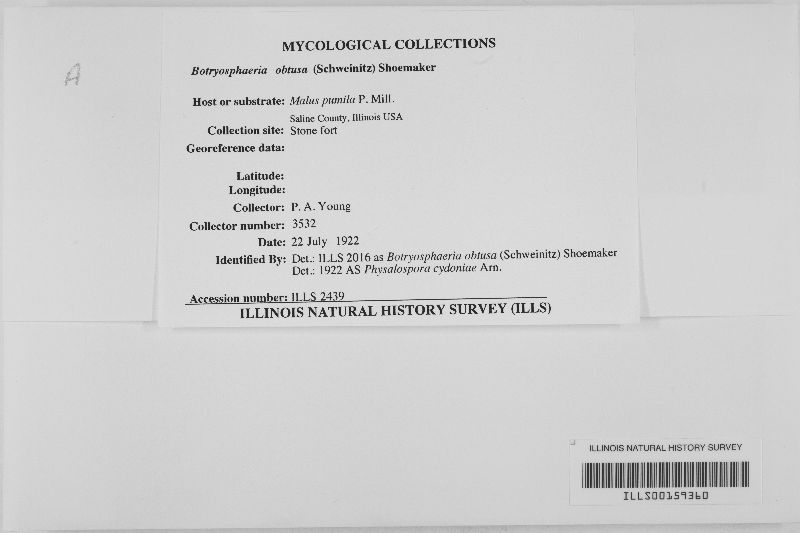 MYCOLOGICAL COLLECTIONS
A
Botryosphaeria obtusa (Schweinitz) Shoemaker
Host or substrate: Malus pumila P. Mill.
Saline County, Illinois USA
Collection site: Stone fort
Georeference data:
Latitude:
Longitude:
Collector: P. A. Young
Collector number: 3532
Date: 22 July 1922
Identified By: Det.: ILLS 2016 as Botryosphaeria obtusa (Schweinitz) Shoemaker
Det.: 1922 AS Physalospora cydoniae Arn.
Accession number: ILLS 2439
ILLINOIS NATURAL HISTORY SURVEY (ILLS)
ILLINOIS NATURAL HISTORY SURVEY
ILLS00159360